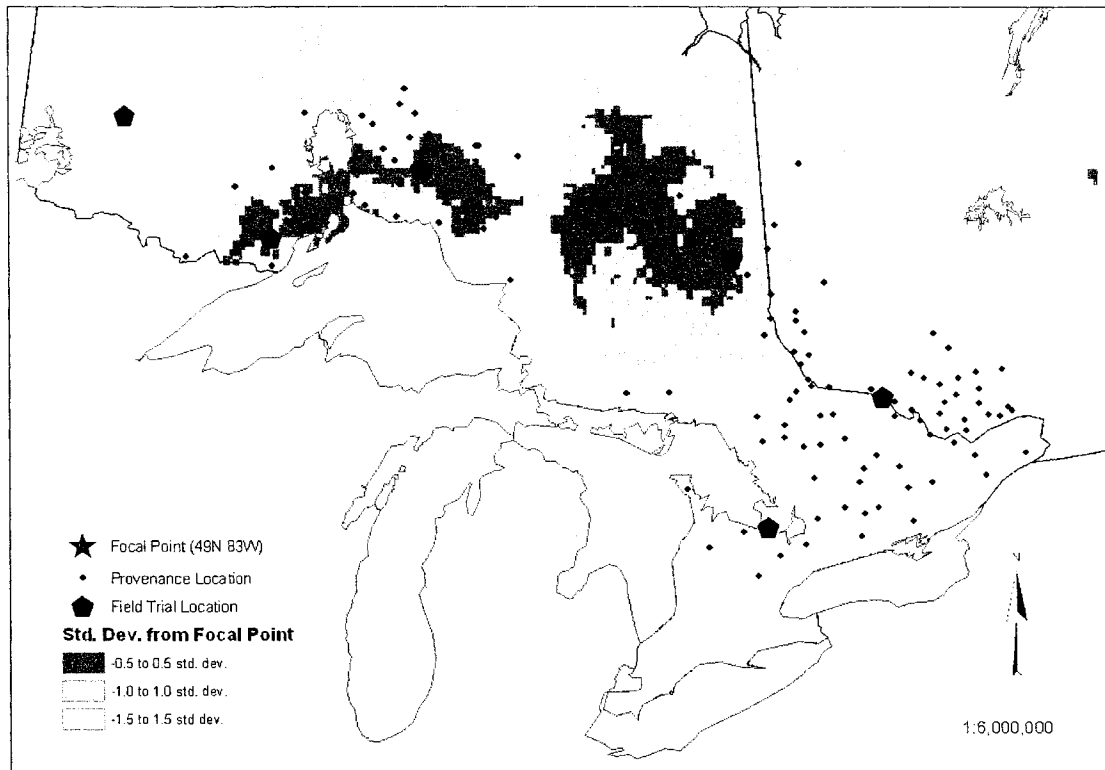 Focal Point (49N 83W)
Provenance Location
Field Trial Location
Std. Dev. from Focal Point
-0.5 to 0.5 std. dev.
-1.0 to 1.0 std. dev.
-1.5 to 1.5 std dev.
N
1:6,000,000